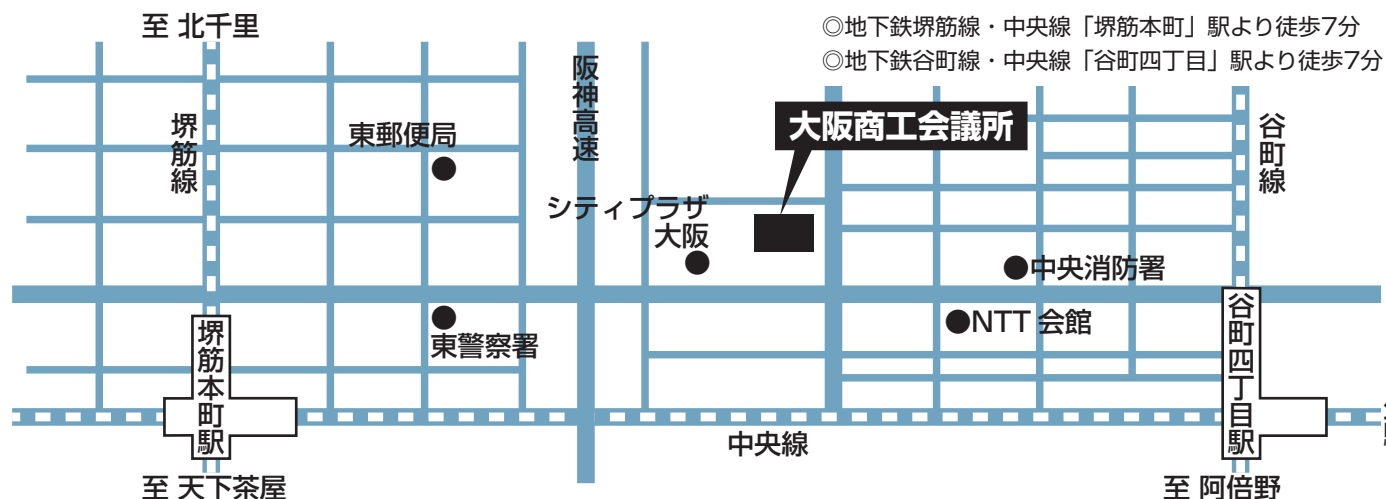 至 北千里
◎地下鉄堺筋線・中央線「堺筋本町」駅より徒歩7分
◎地下鉄谷町線・中央線「谷町四丁目」駅より徒歩7分
阪神高速
大阪商工会議所
堺筋線
東郵便局
谷町線
シティプラザ
大阪
中央消防署
NTT 会館
東警察署
堺筋本町駅
谷町四丁目駅
中央線
至 天下茶屋
至 阿倍野